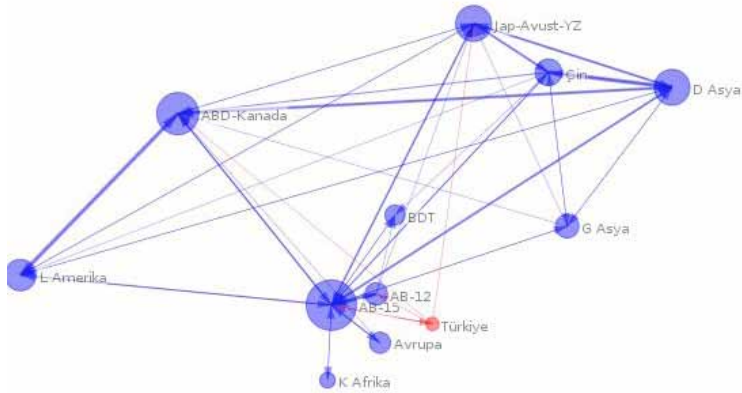 Jap-Avust-YZ
Çin
D Asya
ABD-Kanada
BDT
G Asya
L Amerika
AB-12
AB-15
Türkiye
Avrupa
K Afrika